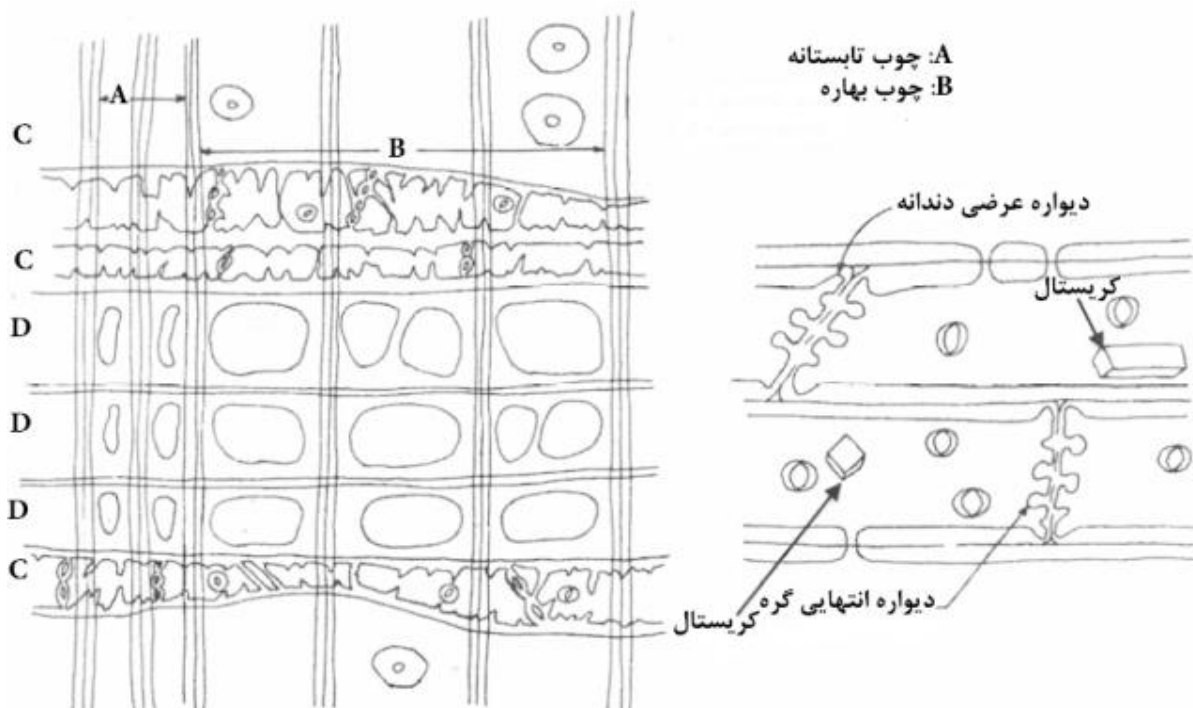 A: چوب تابستانه
B: چوب بهاره
A
B
C
C
D
D
D
C
دیواره عرضی دندانه
کریستال
دیواره انتهایی گره
کریستال